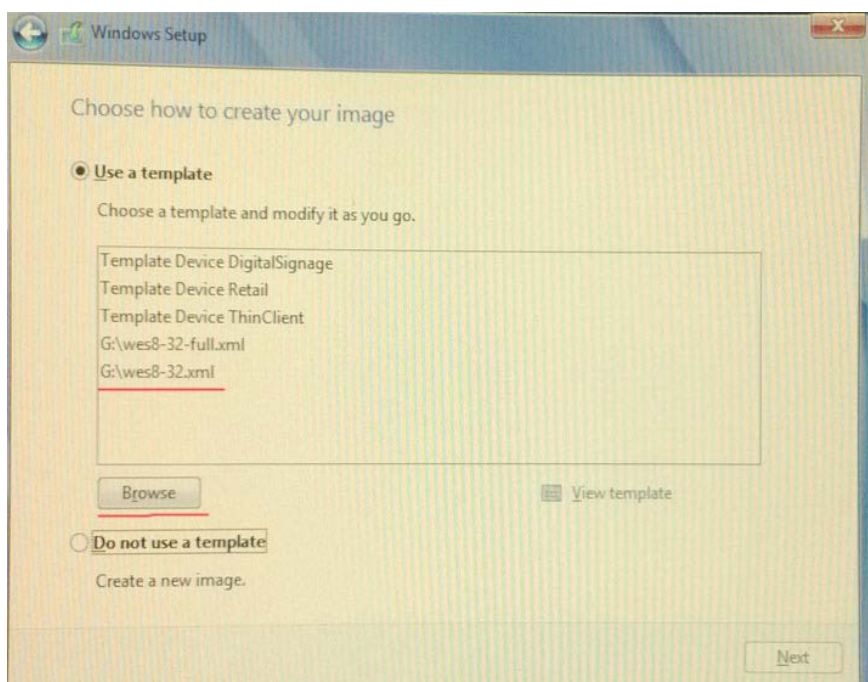 Windows Setup
Choose how to create your image
Use a template
Choose a template and modify it as you go.
Template Device DigitalSignage
Template Device Retail
Template Device ThinClient
G:\wes8-32-full.xml
G:\wes8-32.xml
Browse
View template
Do not use a template
Create a new image.
Next